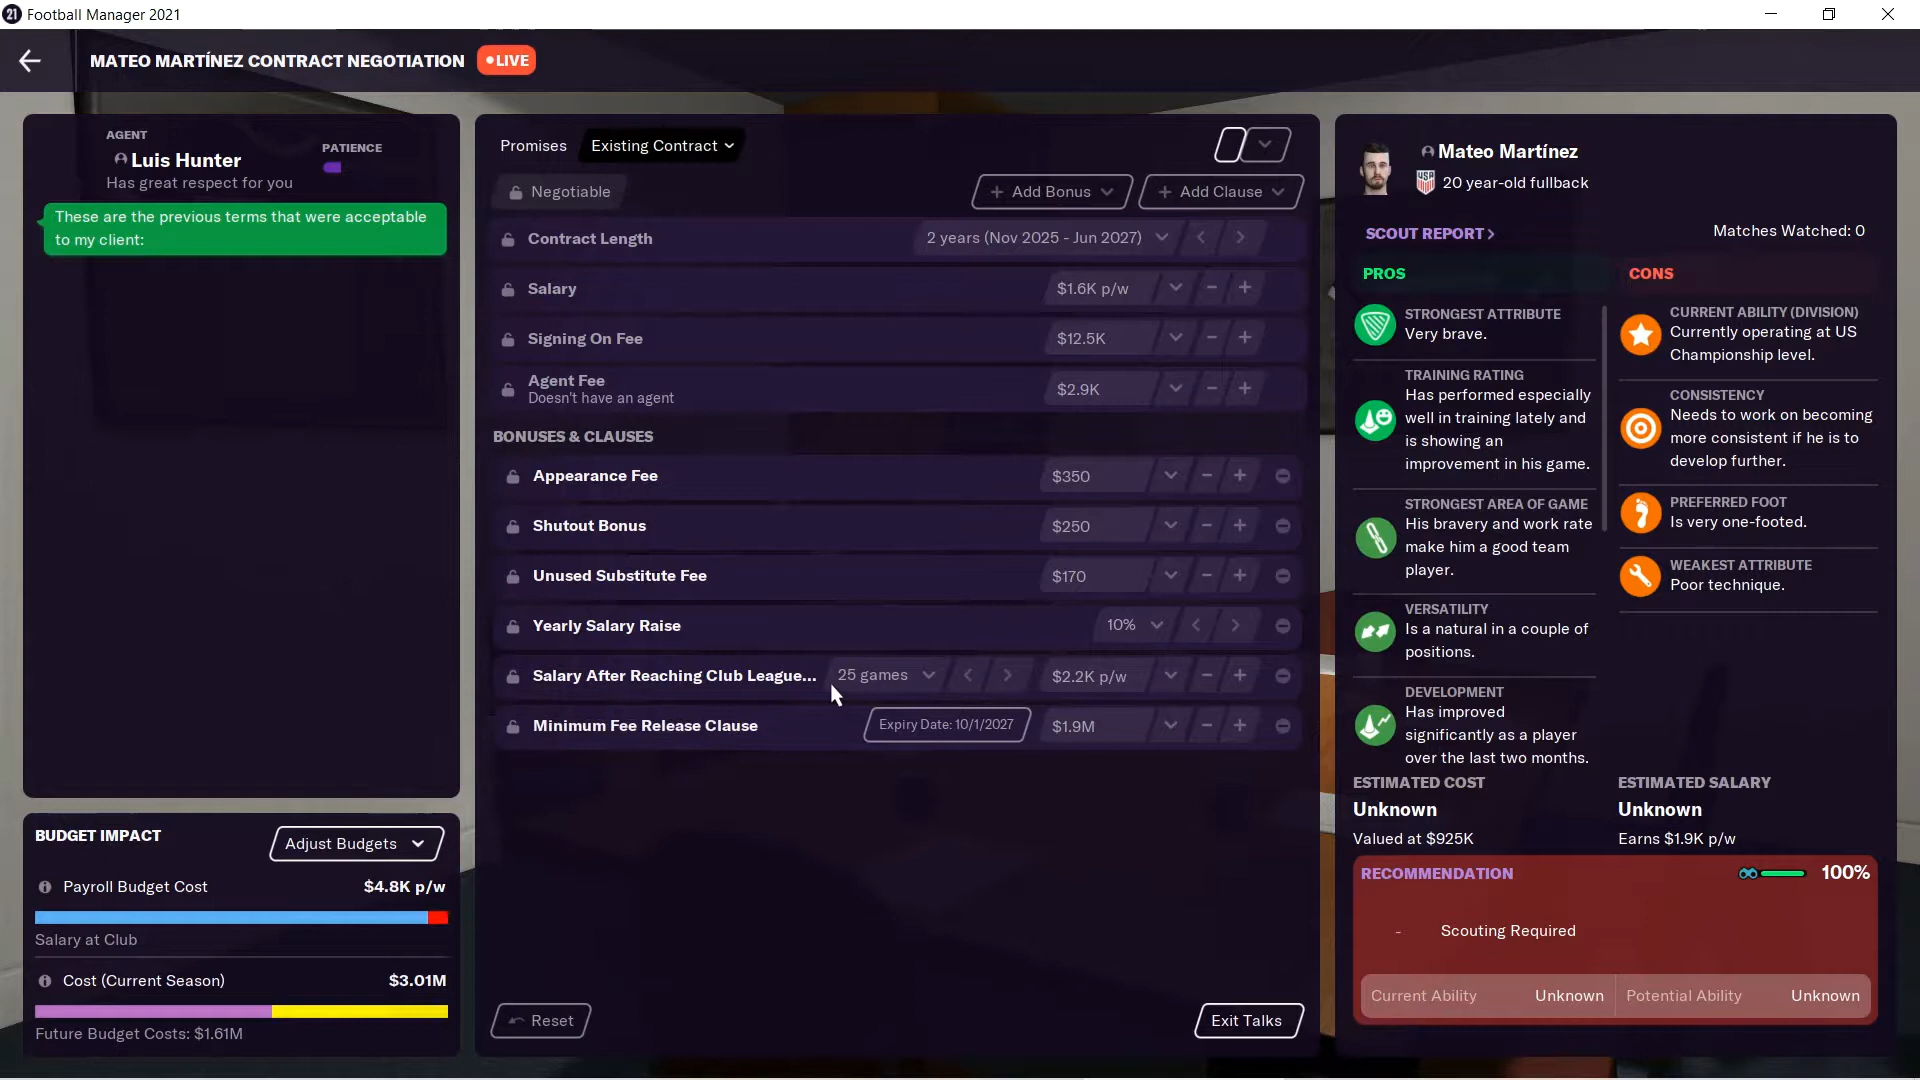 21 Football Manager 2021
MATEO MARTÍNEZ CONTRACT NEGOTIATION
LIVE
AGENT
Luis Hunter
Has great respect for you
PATIENCE
These are the previous terms that were acceptable
to my client:
BUDGET IMPACT
Adjust Budgets
Payroll Budget Cost $4.8K p/w
Salary at Club
Cost (Current Season) $3.01M
Future Budget Costs: $1.61M
Promises Existing Contract
Negotiable
Add Bonus
Add Clause
Contract Length 2 years (Nov 2025 - Jun 2027)
Salary $1.6K p/w
Signing On Fee $12.5K
Agent Fee
Doesn't have an agent
$2.9K
BONUSES & CLAUSES
Appearance Fee $350
Shutout Bonus $250
Unused Substitute Fee $170
Yearly Salary Raise 10%
Salary After Reaching Club League... 25 games $2.2K p/w
Minimum Fee Release Clause Expiry Date: 10/1/2027 $1.9M
Reset
Exit Talks
Mateo Martínez
USA
20 year-old fullback
SCOUT REPORT >
Matches Watched: 0
PROS
STRONGEST ATTRIBUTE
Very brave.
TRAINING RATING
Has performed especially
well in training lately and
is showing an
improvement in his game.
STRONGEST AREA OF GAME
His bravery and work rate
make him a good team
player.
VERSATILITY
Is a natural in a couple of
positions.
DEVELOPMENT
Has improved
significantly as a player
over the last two months.
CONS
CURRENT ABILITY (DIVISION)
Currently operating at US
Championship level.
CONSISTENCY
Needs to work on becoming
more consistent if he is to
develop further.
PREFERRED FOOT
Is very one-footed.
WEAKEST ATTRIBUTE
Poor technique.
ESTIMATED COST
Unknown
Valued at $925K
ESTIMATED SALARY
Unknown
Earns $1.9K p/w
RECOMMENDATION 100%
- Scouting Required
Current Ability Unknown
Potential Ability Unknown